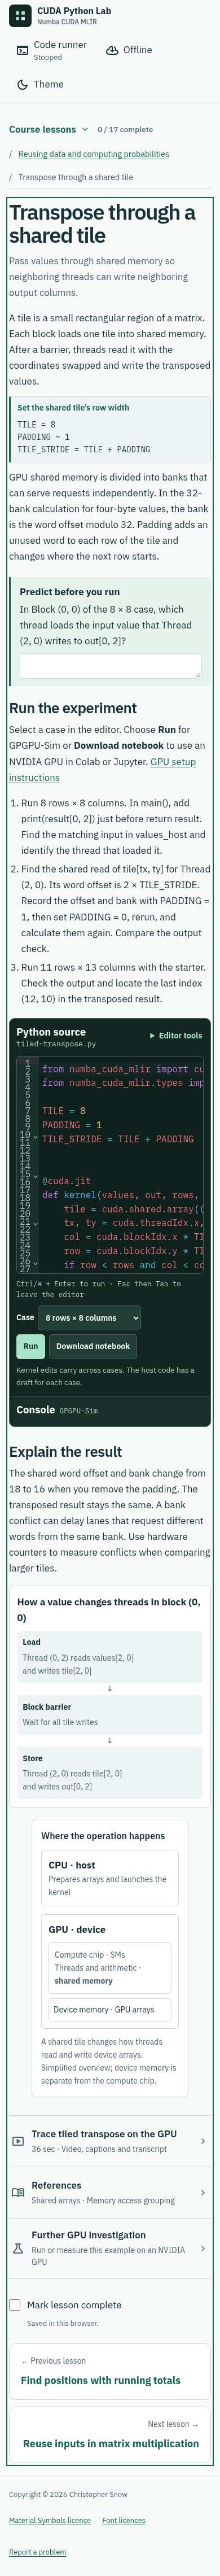 CUDA Python Lab
Numba CUDA MLIR
Code runner
Stopped
Offline
Theme
Course lessons
0 / 17 complete
/ Reusing data and computing probabilities
/ Transpose through a shared tile
Transpose through a
shared tile
Pass values through shared memory so
neighboring threads can write neighboring
output columns.
A tile is a small rectangular region of a matrix.
Each block loads one tile into shared memory.
After a barrier, threads read it with the
coordinates swapped and write the transposed
values.
Set the shared tile's row width
TILE = 8
PADDING = 1
TILE_STRIDE = TILE + PADDING
GPU shared memory is divided into banks that
can serve requests independently. In the 32-
bank calculation for four-byte values, the bank
is the word offset modulo 32. Padding adds an
unused word to each row of the tile and
changes where the next row starts.
Predict before you run
In Block (0, 0) of the 8 × 8 case, which
thread loads the input value that Thread
(2, 0) writes to out[0, 2]?
Run the experiment
Select a case in the editor. Choose Run for
GPGPU-Sim or Download notebook to use an
NVIDIA GPU in Colab or Jupyter. GPU setup
instructions
1. Run 8 rows × 8 columns. In main(), add
print(result[0, 2]) just before return result.
Find the matching input in values_host and
identify the thread that loaded it.
2. Find the shared read of tile[tx, ty] for Thread
(2, 0). Its word offset is 2 × TILE_STRIDE.
Record the offset and bank with PADDING =
1, then set PADDING = 0, rerun, and
calculate them again. Compare the output
check.
3. Run 11 rows × 13 columns with the starter.
Check the output and locate the last index
(12, 10) in the transposed result.
Python source
tiled-transpose.py
Editor tools
1
2
3
4
5
6
7
8
9
10
11
12
13
14
15
16
17
18
19
20
21
22
23
24
25
26
27
from numba_cuda_mlir import cu
from numba_cuda_mlir.types imp
TILE = 8
PADDING = 1
TILE_STRIDE = TILE + PADDING
@cuda.jit
def kernel(values, out, rows,
tile = cuda.shared.array((
tx, ty = cuda.threadIdx.x,
col = cuda.blockIdx.x * TI
row = cuda.blockIdx.y * TI
if row < rows and col < co
Ctrl/⌘ + Enter to run · Esc then Tab to
leave the editor
Case 8 rows × 8 columns
Run
Download notebook
Kernel edits carry across cases. The host code has a
draft for each case.
Console GPGPU-Sim
Explain the result
The shared word offset and bank change from
18 to 16 when you remove the padding. The
transposed result stays the same. A bank
conflict can delay lanes that request different
words from the same bank. Use hardware
counters to measure conflicts when comparing
larger tiles.
How a value changes threads in block (0,
0)
Load
Thread (0, 2) reads values[2, 0]
and writes tile[2, 0]
↓
Block barrier
Wait for all tile writes
↓
Store
Thread (2, 0) reads tile[2, 0]
and writes out[0, 2]
Where the operation happens
CPU · host
Prepares arrays and launches the
kernel
GPU · device
Compute chip · SMs
Threads and arithmetic ·
shared memory
Device memory · GPU arrays
A shared tile changes how threads
read and write device arrays.
Simplified overview; device memory is
separate from the compute chip.
Trace tiled transpose on the GPU
36 sec · Video, captions and transcript
References
Shared arrays · Memory access grouping
Further GPU investigation
Run or measure this example on an NVIDIA
GPU
Mark lesson complete
Saved in this browser.
← Previous lesson
Find positions with running totals
Next lesson →
Reuse inputs in matrix multiplication
Copyright © 2026 Christopher Snow
Material Symbols licence
Font licences
Report a problem